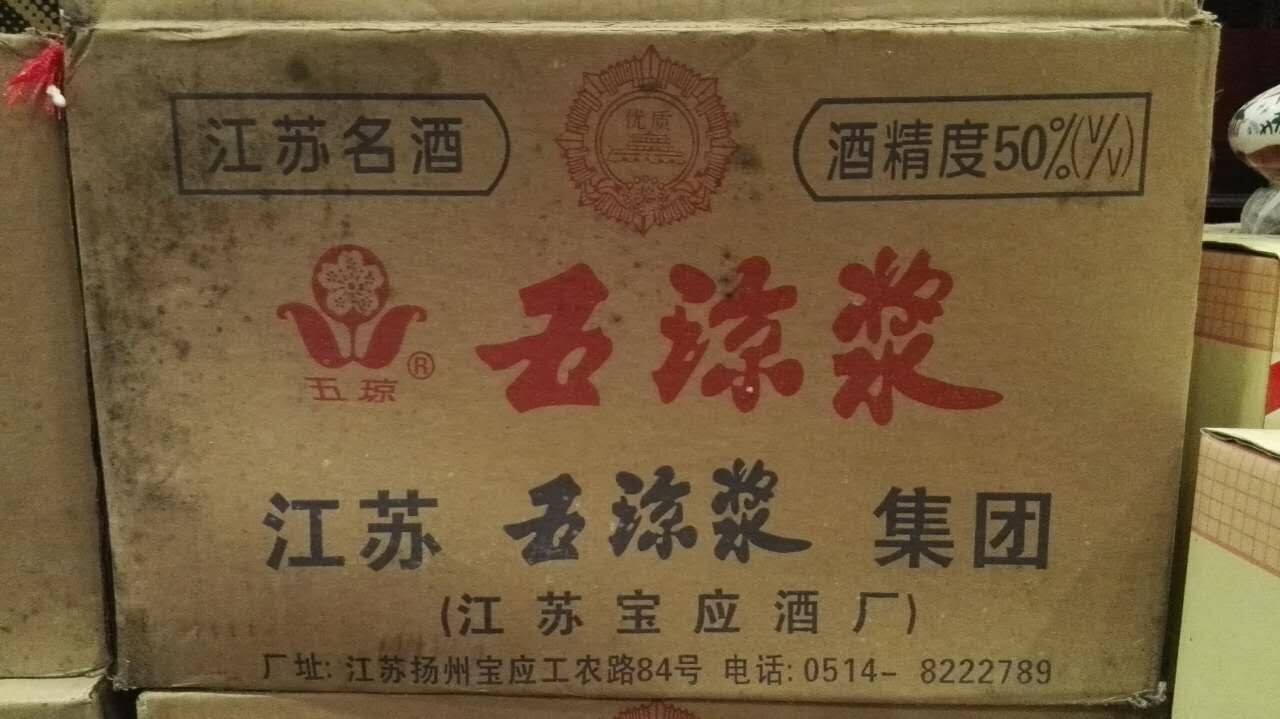 江苏名酒
优质
酒精度50%(V/V)
五琼 ®
五琼浆
江苏 五琼浆 集团
(江苏宝应酒厂)
厂址: 江苏扬州宝应工农路84号 电话: 0514- 8222789